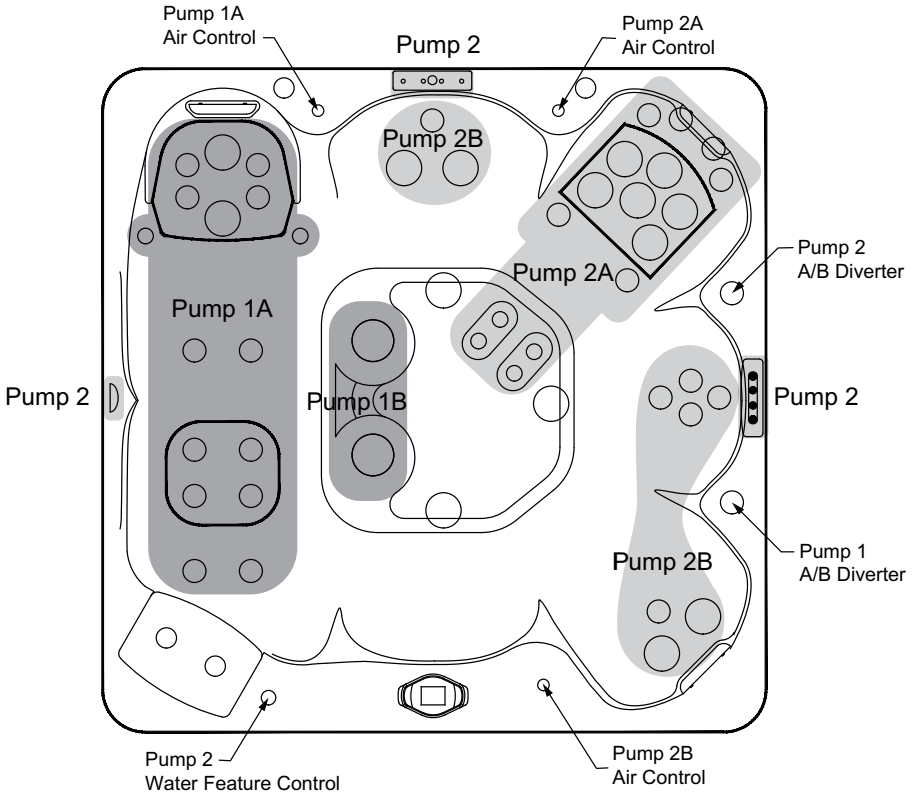 Pump 1A
Air Control
Pump 2
Pump 2A
Air Control
Pump 2B
Pump 2
A/B Diverter
Pump 2A
Pump 1A
Pump 2
Pump 1B
Pump 2
Pump 2B
Pump 1
A/B Diverter
Pump 2
Water Feature Control
Pump 2B
Air Control